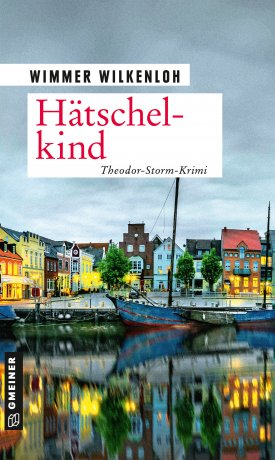 WIMMER WILKENLOH
Hätschel-
kind
Theodor-Storm-Krimi
GMEINER